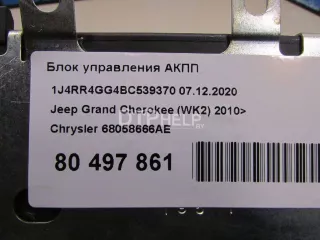 Блок управления АКПП
1J4RR4GG4BC539370 07.12.2020
Jeep Grand Cherokee (WK2) 2010>
Chrysler 68058666AE
80 497 861